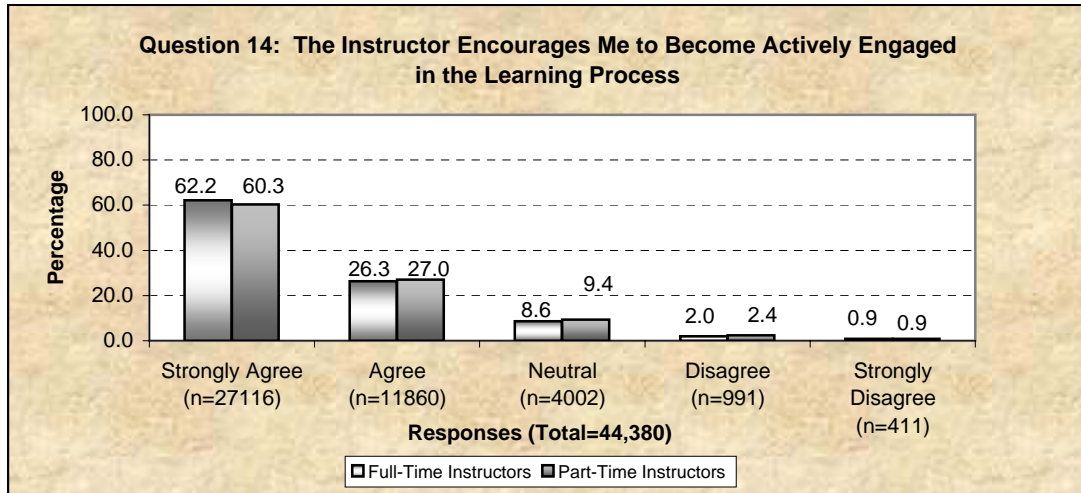 Question 14:  The Instructor Encourages Me to Become Actively Engaged
in the Learning Process
100.0
80.0
60.0
40.0
20.0
0.0
Percentage
62.2
60.3
26.3
27.0
8.6
9.4
2.0
2.4
0.9
0.9
Strongly Agree
(n=27116)
Agree
(n=11860)
Neutral
(n=4002)
Disagree
(n=991)
Strongly
Disagree
(n=411)
Responses (Total=44,380)
Full-Time Instructors
Part-Time Instructors